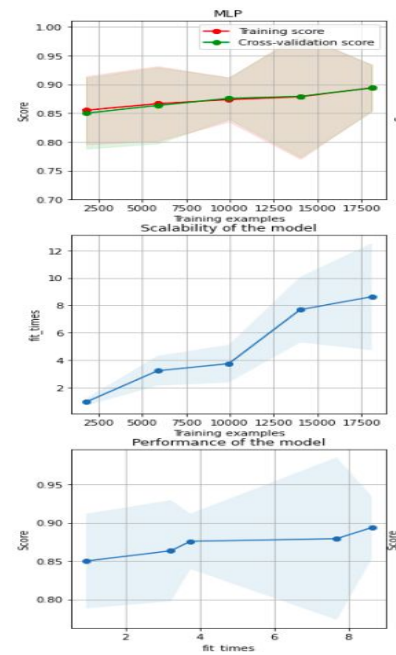 MLP
1.00
Training score
Cross-validation score
0.95
0.90
0.85
0.80
0.75
0.70
Score
2500 5000 7500 10000 12500 15000 17500
Training examples
Scalability of the model
12
10
8
6
4
2
fit_times
2500 5000 7500 10000 12500 15000 17500
Training examples
Performance of the model
0.95
0.90
0.85
0.80
Score
Score
2 4 6 8
fit_times